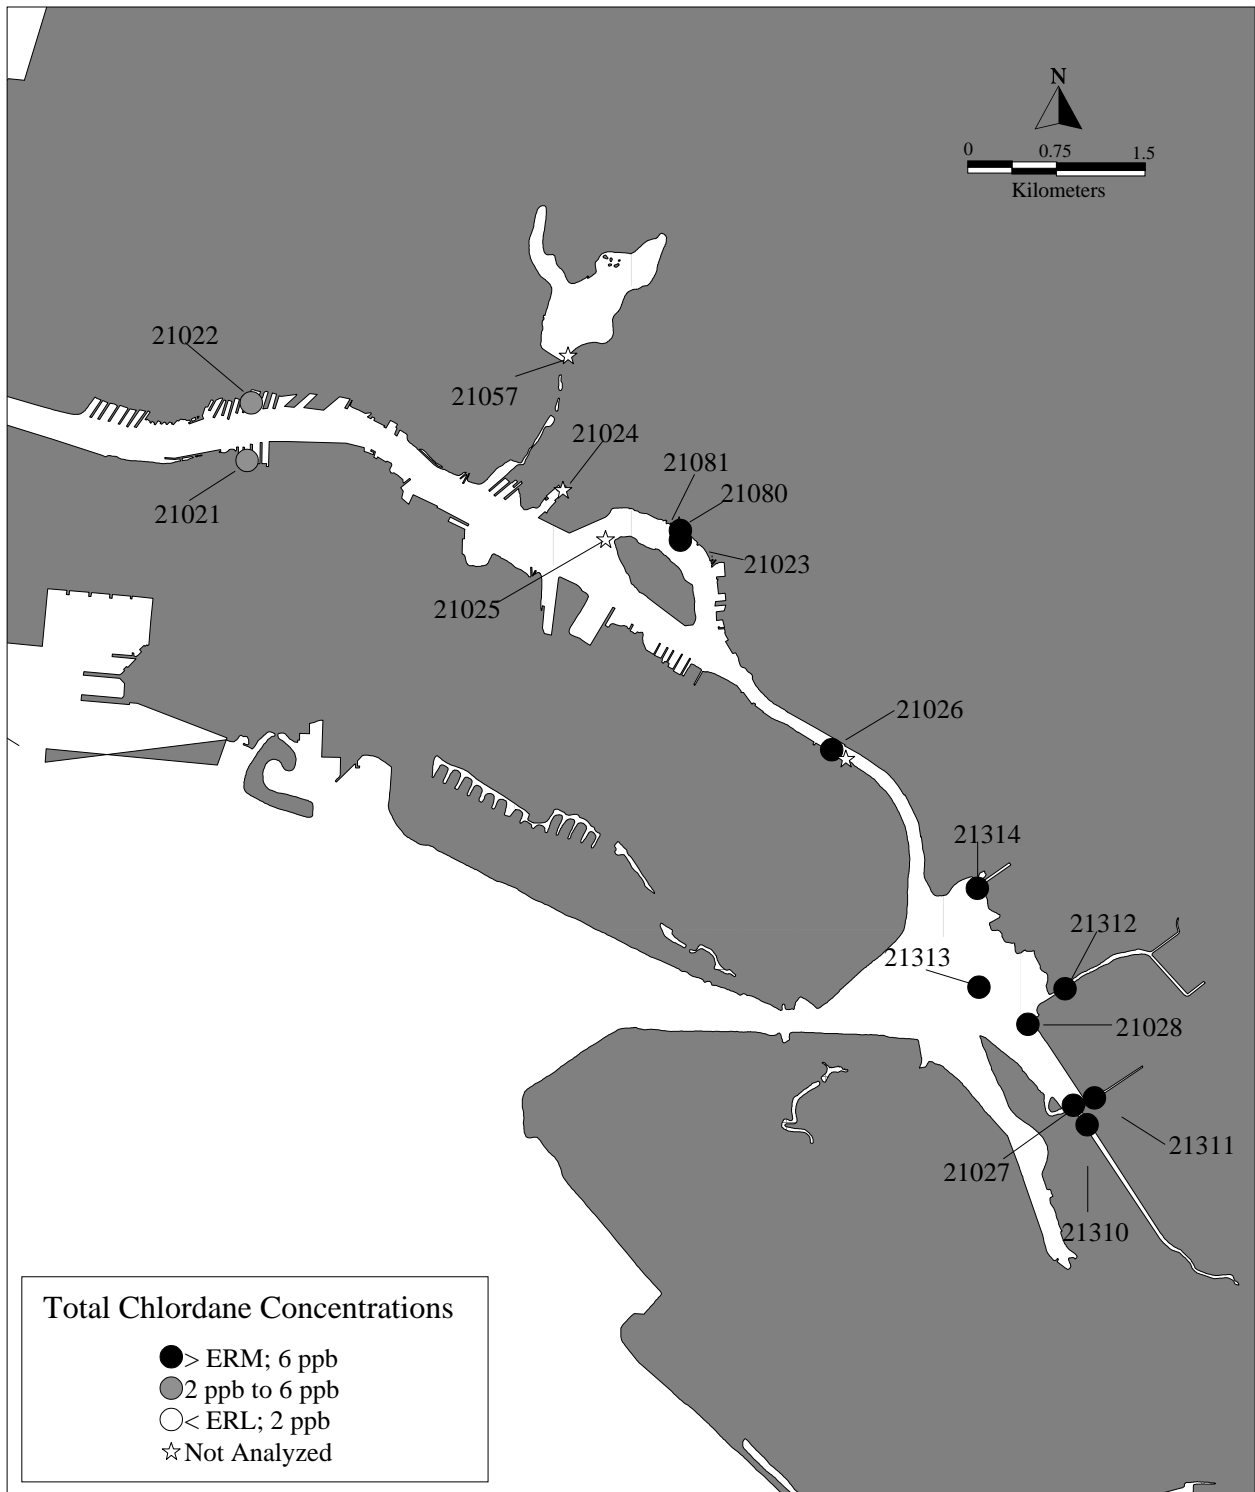 N
0 0.75 1.5
Kilometers
21022
21057
21024
21081
21080
21021
21023
21025
21026
21314
21312
21313
21028
21311
21027
21310
Total Chlordane Concentrations
> ERM; 6 ppb
2 ppb to 6 ppb
< ERL; 2 ppb
Not Analyzed